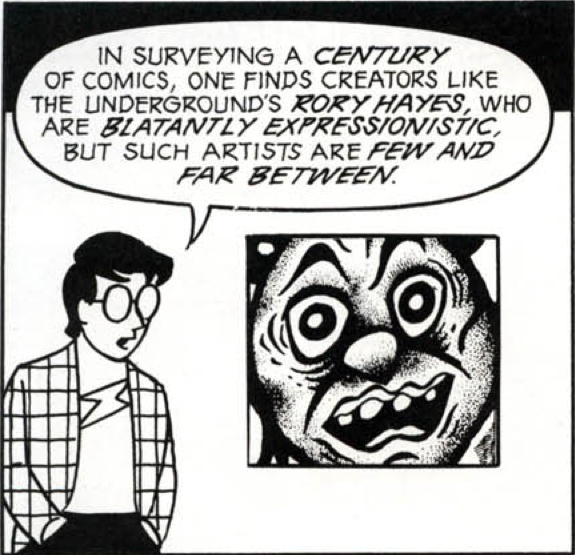 IN SURVEYING A CENTURY
OF COMICS, ONE FINDS CREATORS LIKE
THE UNDERGROUND'S RORY HAYES, WHO
ARE BLATANTLY EXPRESSIONISTIC,
BUT SUCH ARTISTS ARE FEW AND
FAR BETWEEN.